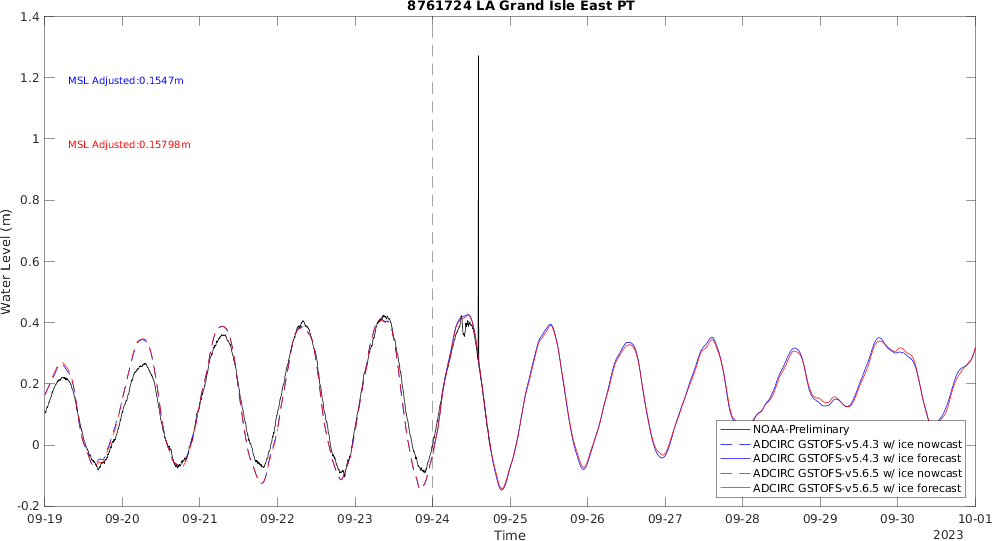 8761724 LA Grand Isle East PT
1.4
1.2
1
0.8
0.6
0.4
0.2
0
-0.2
Water Level (m)
MSL Adjusted:0.1547m
MSL Adjusted:0.15798m
NOAA-Preliminary
ADCIRC GSTOFS-v5.4.3 w/ ice nowcast
ADCIRC GSTOFS-v5.4.3 w/ ice forecast
ADCIRC GSTOFS-v5.6.5 w/ ice nowcast
ADCIRC GSTOFS-v5.6.5 w/ ice forecast
09-19 09-20 09-21 09-22 09-23 09-24 09-25 09-26 09-27 09-28 09-29 09-30 10-01
Time
2023